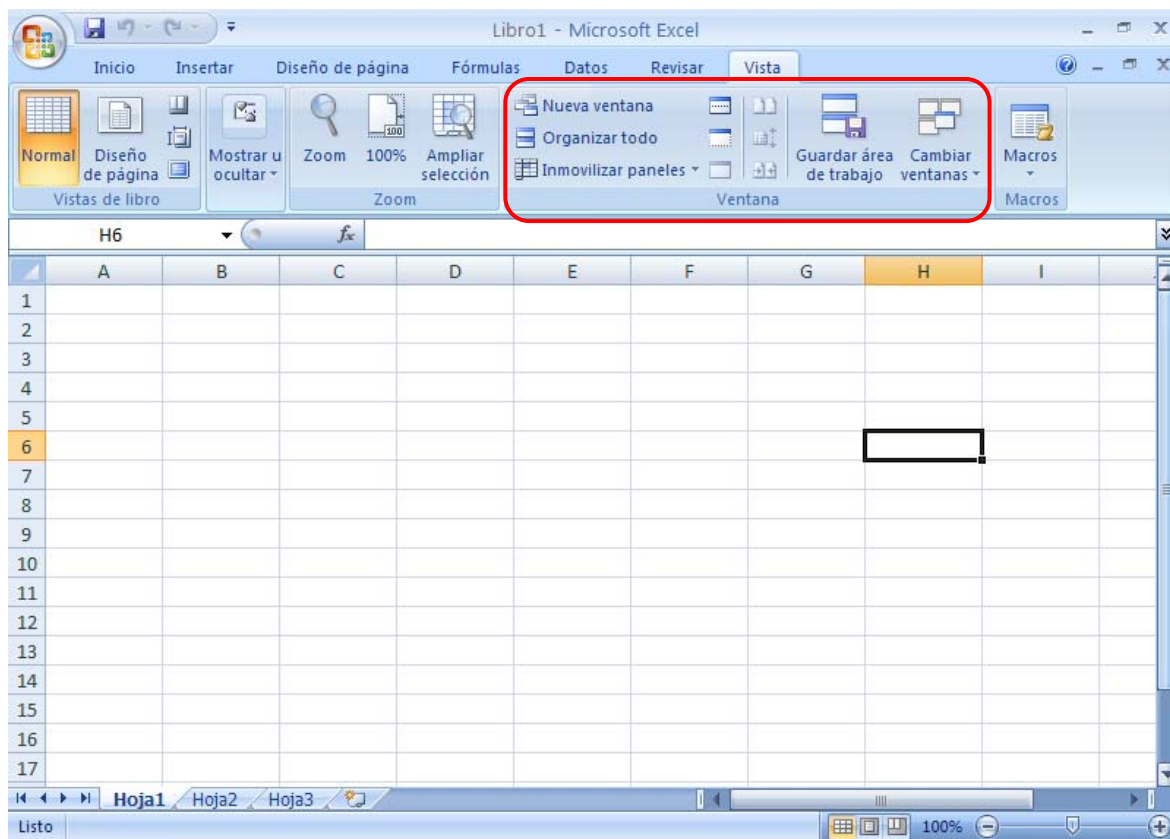 Libro1 - Microsoft Excel
Inicio Insertar Diseño de página Fórmulas Datos Revisar Vista
Normal
Diseño
de página
Mostrar u
ocultar
Zoom
100
100%
Ampliar
selección
Nueva ventana
Organizar todo
Inmovilizar paneles
Guardar área
de trabajo
Cambiar
ventanas
Macros
Vistas de libro Zoom Ventana Macros
H6 fx
A B C D E F G H I
1
2
3
4
5
6
7
8
9
10
11
12
13
14
15
16
17
Hoja1 Hoja2 Hoja3
Listo 100%